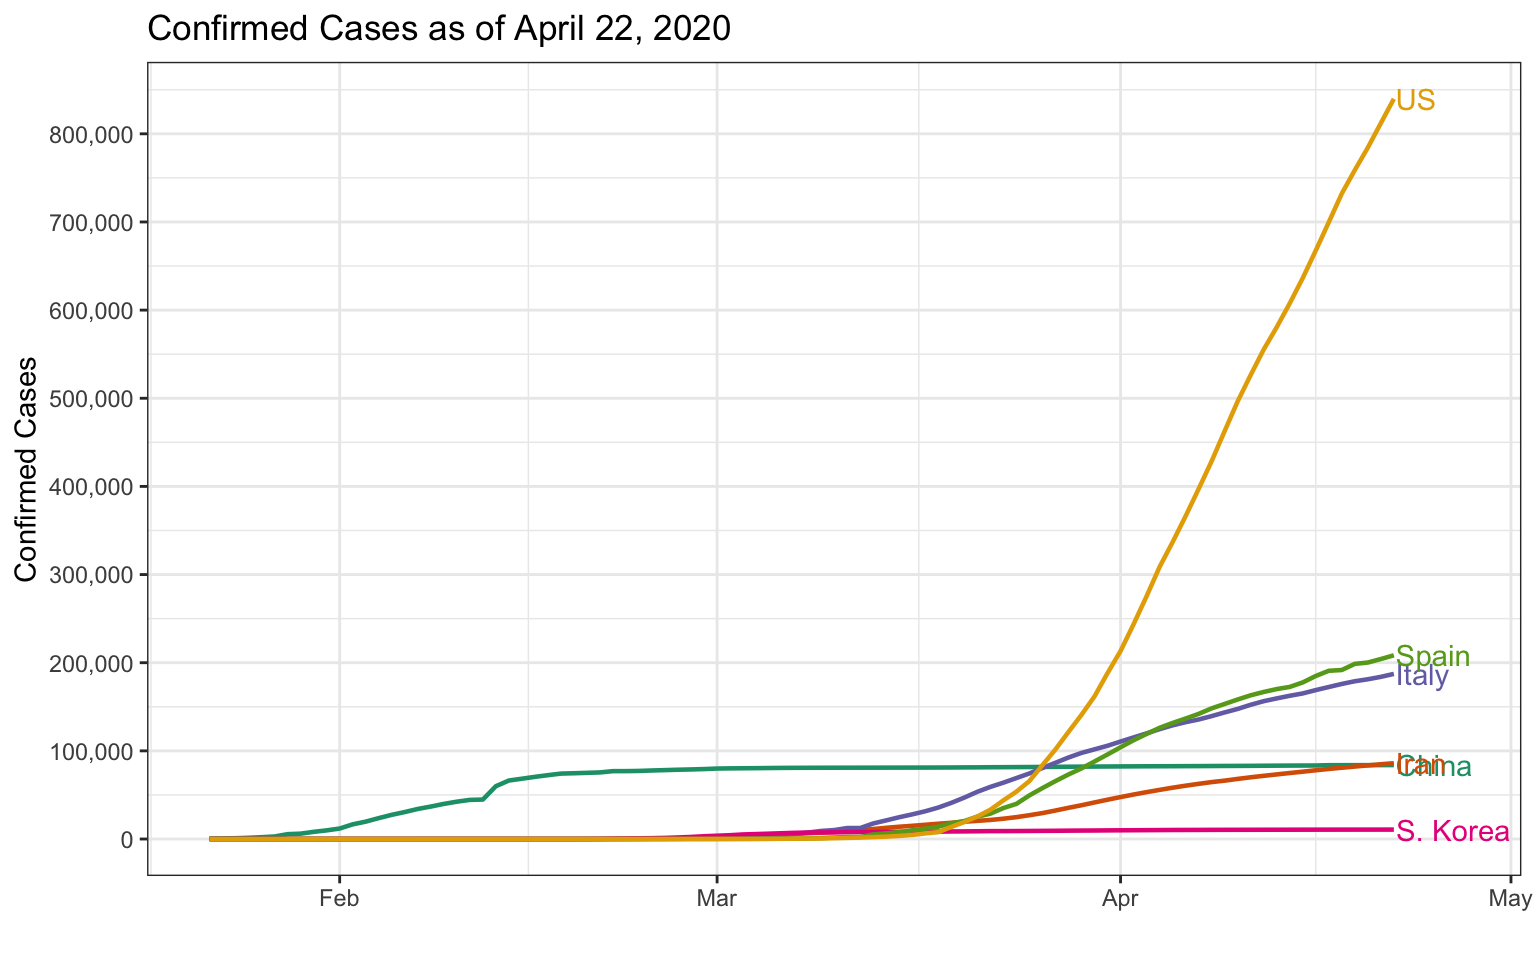 Confirmed Cases as of April 22, 2020
Confirmed Cases
800,000
700,000
600,000
500,000
400,000
300,000
200,000
100,000
0
US
Spain
Italy
Iran
China
S. Korea
Feb Mar Apr May